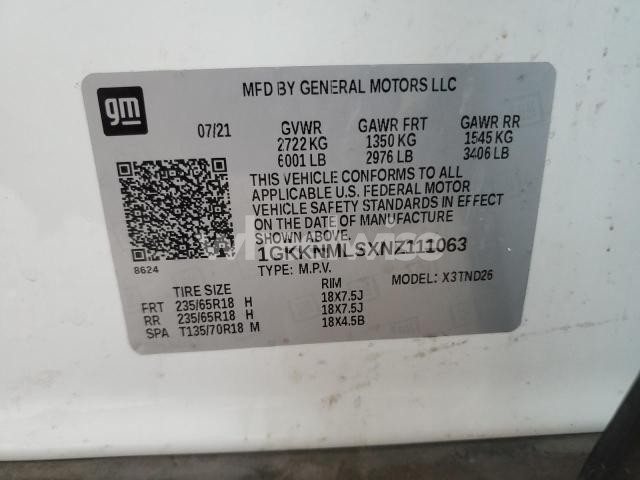 gm
MFD BY GENERAL MOTORS LLC
07/21 GVWR GAWR FRT GAWR RR
2722 KG 1350 KG 1545 KG
6001 LB 2976 LB 3406 LB
THIS VEHICLE CONFORMS TO ALL
APPLICABLE U.S. FEDERAL MOTOR
VEHICLE SAFETY STANDARDS IN EFFECT
ON THE DATE OF MANUFACTURE
SHOWN ABOVE.
1GKKNMLSXNZ111063
8624
TYPE: M.P.V. MODEL: X3TND26
TIRE SIZE RIM
FRT 235/65R18 H 18X7.5J
RR 235/65R18 H 18X7.5J
SPA T135/70R18 M 18X4.5B